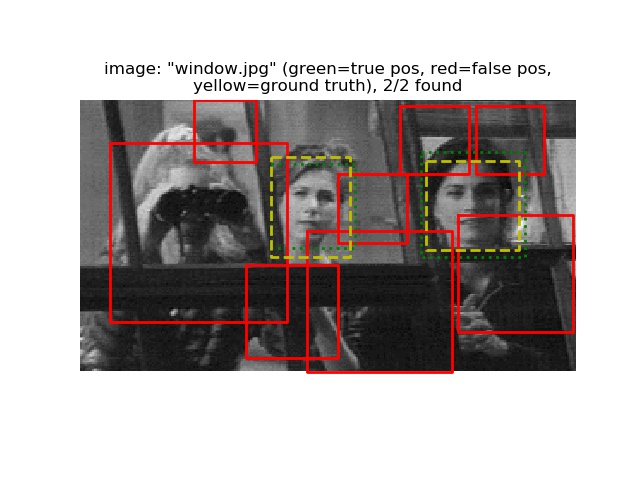 image: "window.jpg" (green=true pos, red=false pos,
yellow=ground truth), 2/2 found